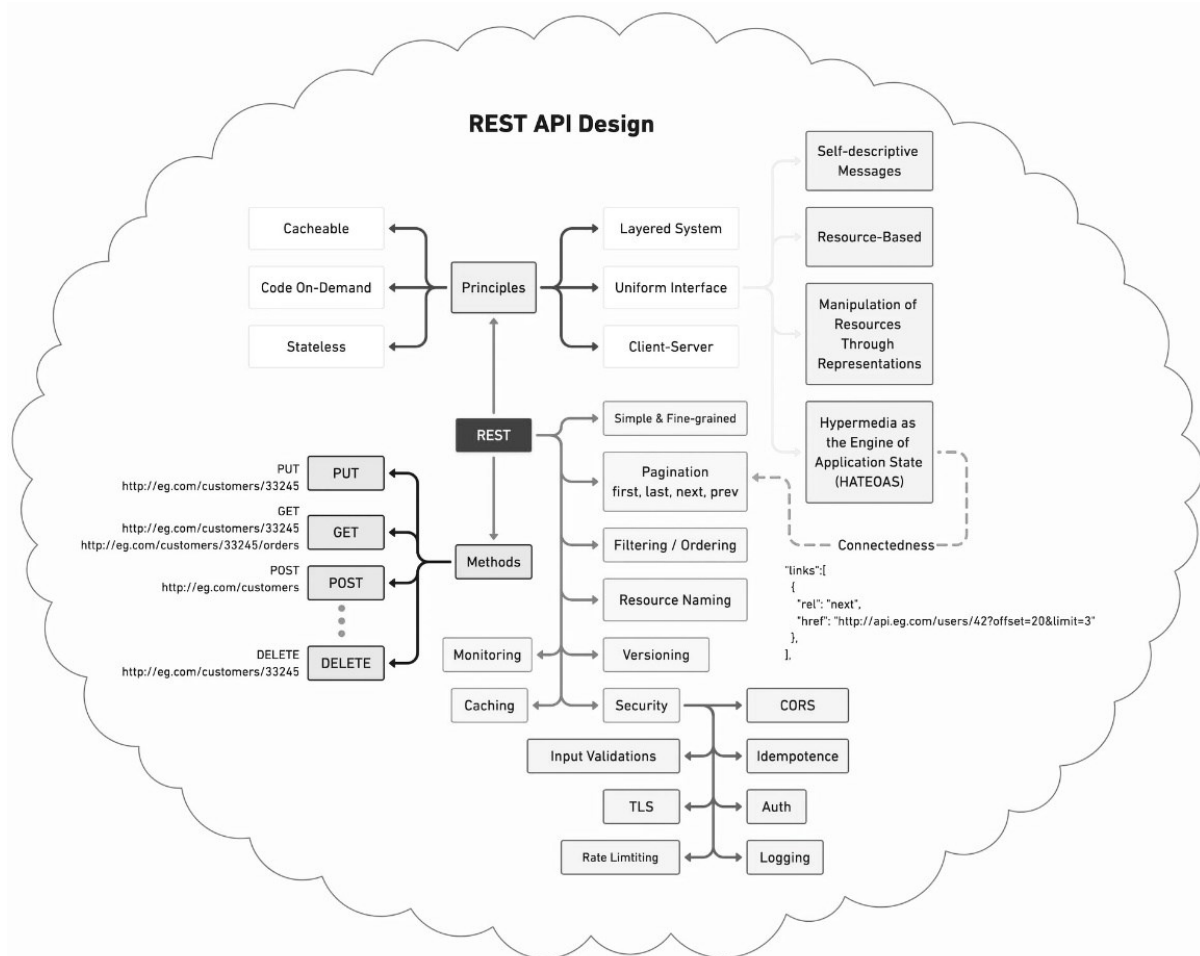 REST API Design
Self-descriptive
Messages
Cacheable
Layered System
Resource-Based
Code On-Demand
Principles
Uniform Interface
Manipulation of
Resources
Through
Representations
Stateless
Client-Server
REST
Simple & Fine-grained
Hypermedia as
the Engine of
Application State
(HATEOAS)
Pagination
first, last, next, prev
PUT
http://eg.com/customers/33245
PUT
GET
http://eg.com/customers/33245
http://eg.com/customers/33245/orders
GET
Methods
Filtering / Ordering
Connectedness
POST
http://eg.com/customers
POST
Resource Naming
"links":[
{
"rel": "next",
"href": "http://api.eg.com/users/42?offset=20&limit=3"
},
],
DELETE
http://eg.com/customers/33245
DELETE
Monitoring
Versioning
Caching
Security
CORS
Input Validations
Idempotence
TLS
Auth
Rate Limtiting
Logging